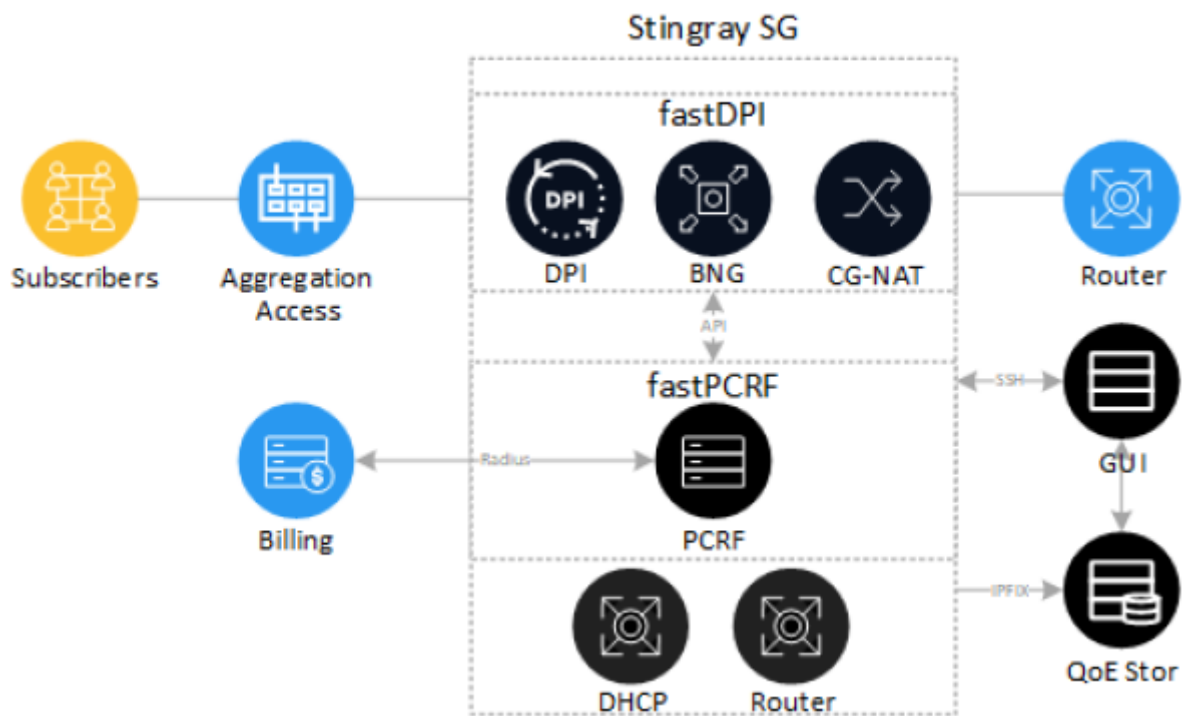 Stingray SG
fastDPI
DPI
Subscribers
Aggregation
Access
DPI
BNG
CG-NAT
Router
API
fastPCRF
SSH
GUI
Radius
Billing
PCRF
IPFIX
QoE Stor
DHCP
Router